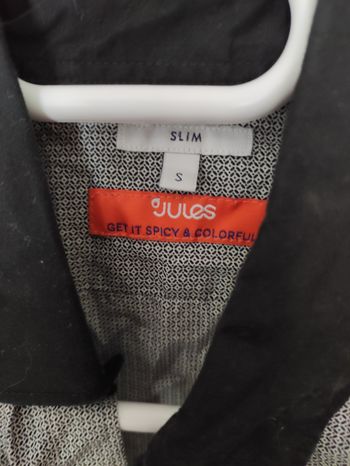 SLIM
S
JULES
GET IT SPICY & COLORFUL